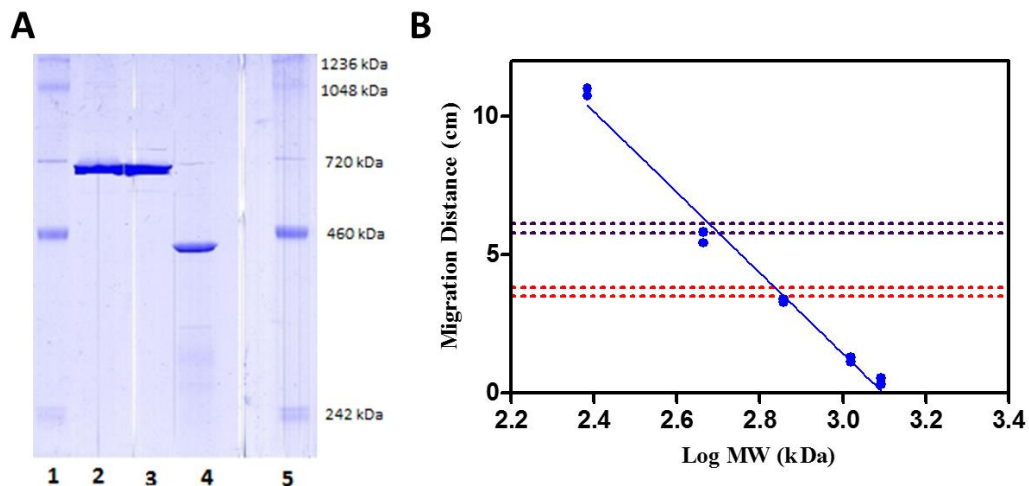 A
1236 kDa
1048 kDa
720 kDa
460 kDa
242 kDa
1 2 3 4 5
B
Migration Distance (cm)
10
5
0
2.2 2.4 2.6 2.8 3.0 3.2 3.4
Log MW (kDa)